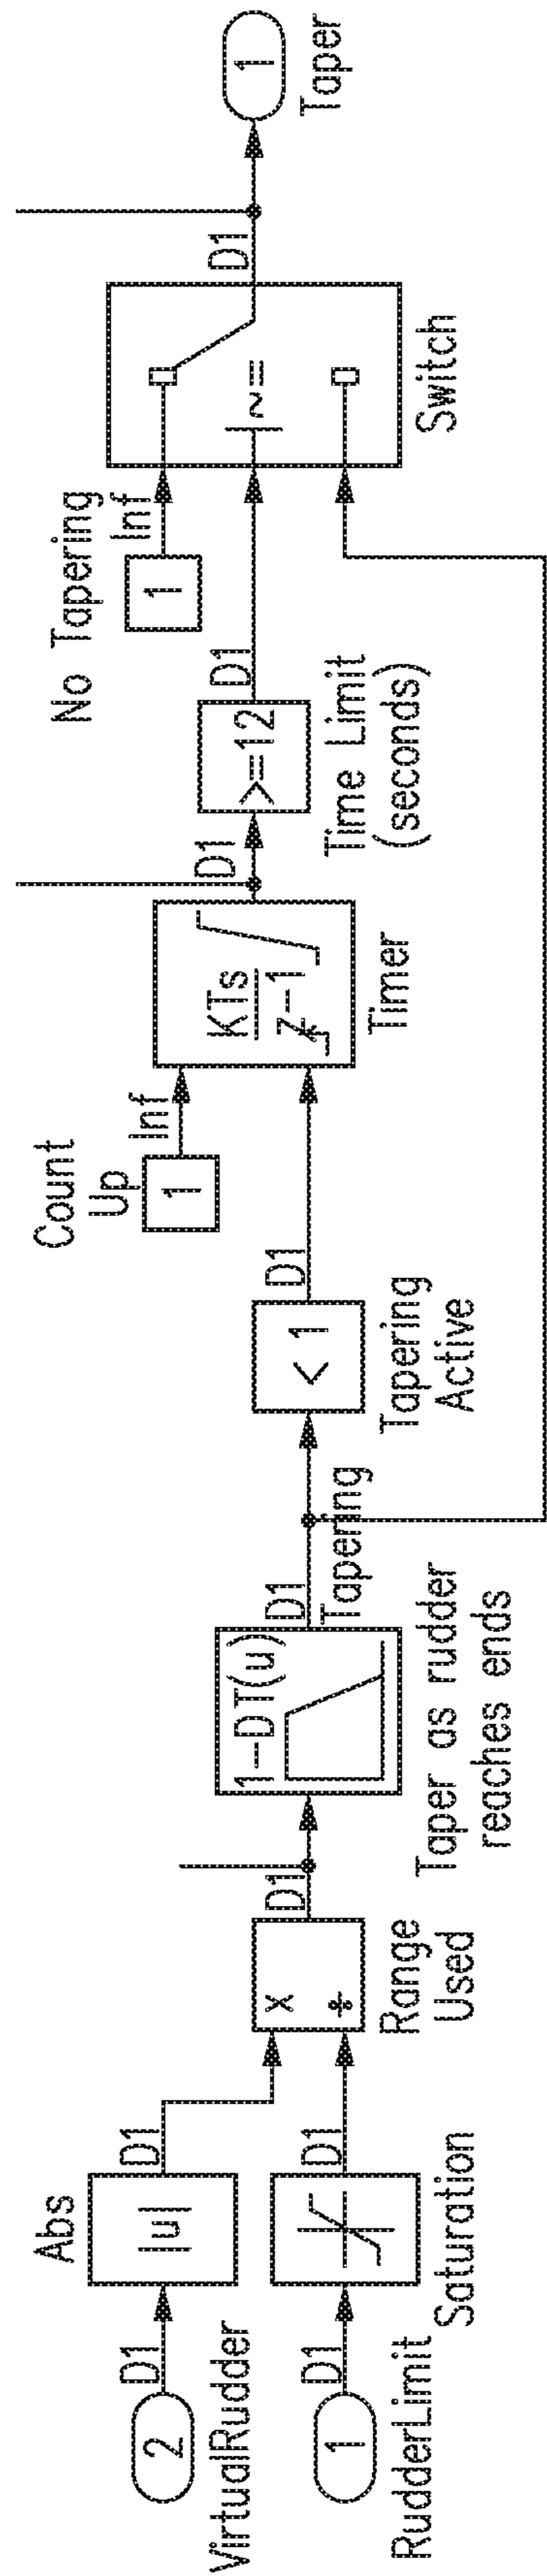 2
VirtualRudder
D1
Abs
|u|
D1
1
RudderLimit
D1
Saturation
D1
x
÷
Range
Used
D1
1-DT(u)
Taper as rudder
reaches ends
D1
Tapering
< 1
Tapering
Active
D1
Count
Up
1
Inf
KTs
z-1
Timer
D1
>=12
Time Limit
(seconds)
D1
No Tapering
1
Inf
~=
Switch
D1
1
Taper